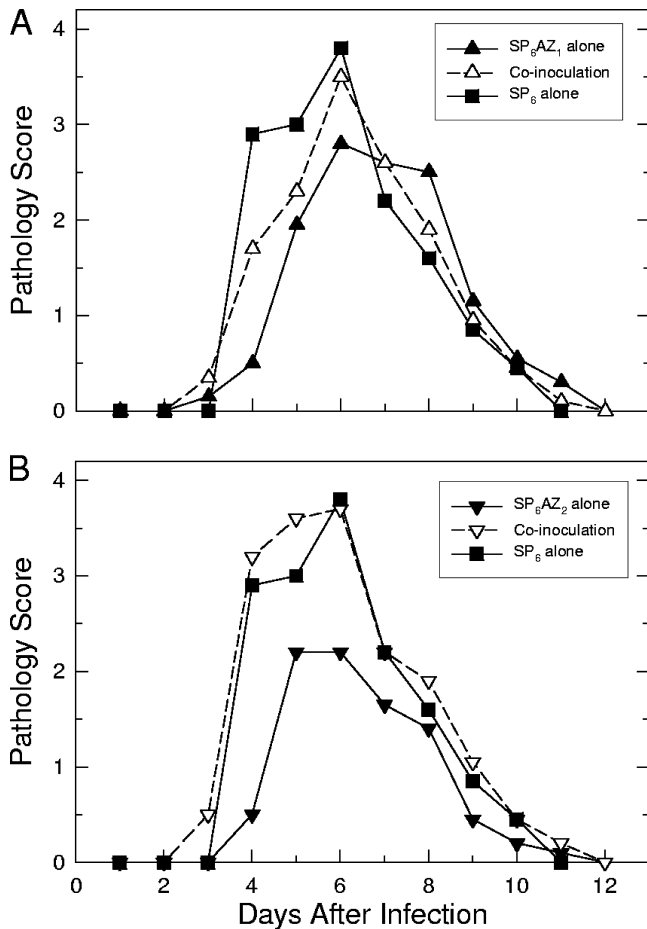 A
4
3
2
1
0
Pathology Score
SP₆AZ₁ alone
Co-inoculation
SP₆ alone
B
4
3
2
1
0
Pathology Score
SP₆AZ₂ alone
Co-inoculation
SP₆ alone
0 2 4 6 8 10 12
Days After Infection